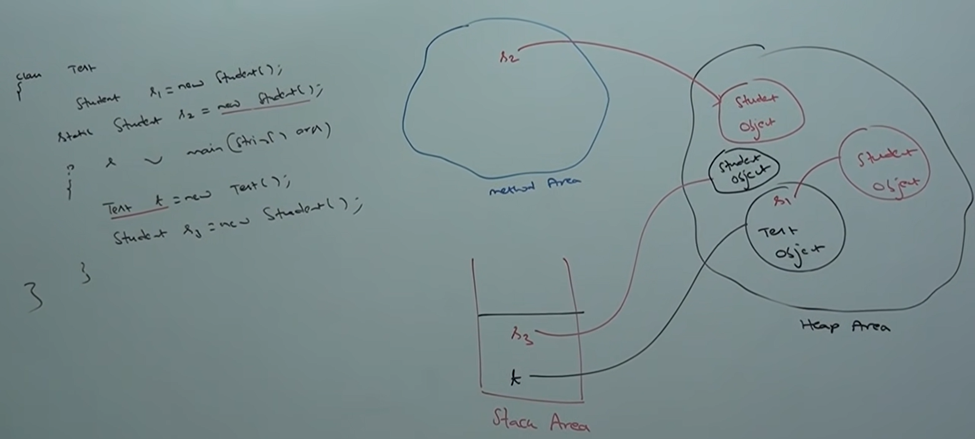 class Test
{
Student s1 = new Student();
static Student s2 = new Student();
p s v main(String[] args)
{
Test t = new Test();
Student s3 = new Student();
}
}
s2
method Area
Student
Object
Student
Object
Student
Object
s1
Test
Object
Heap Area
s3
t
Stack Area